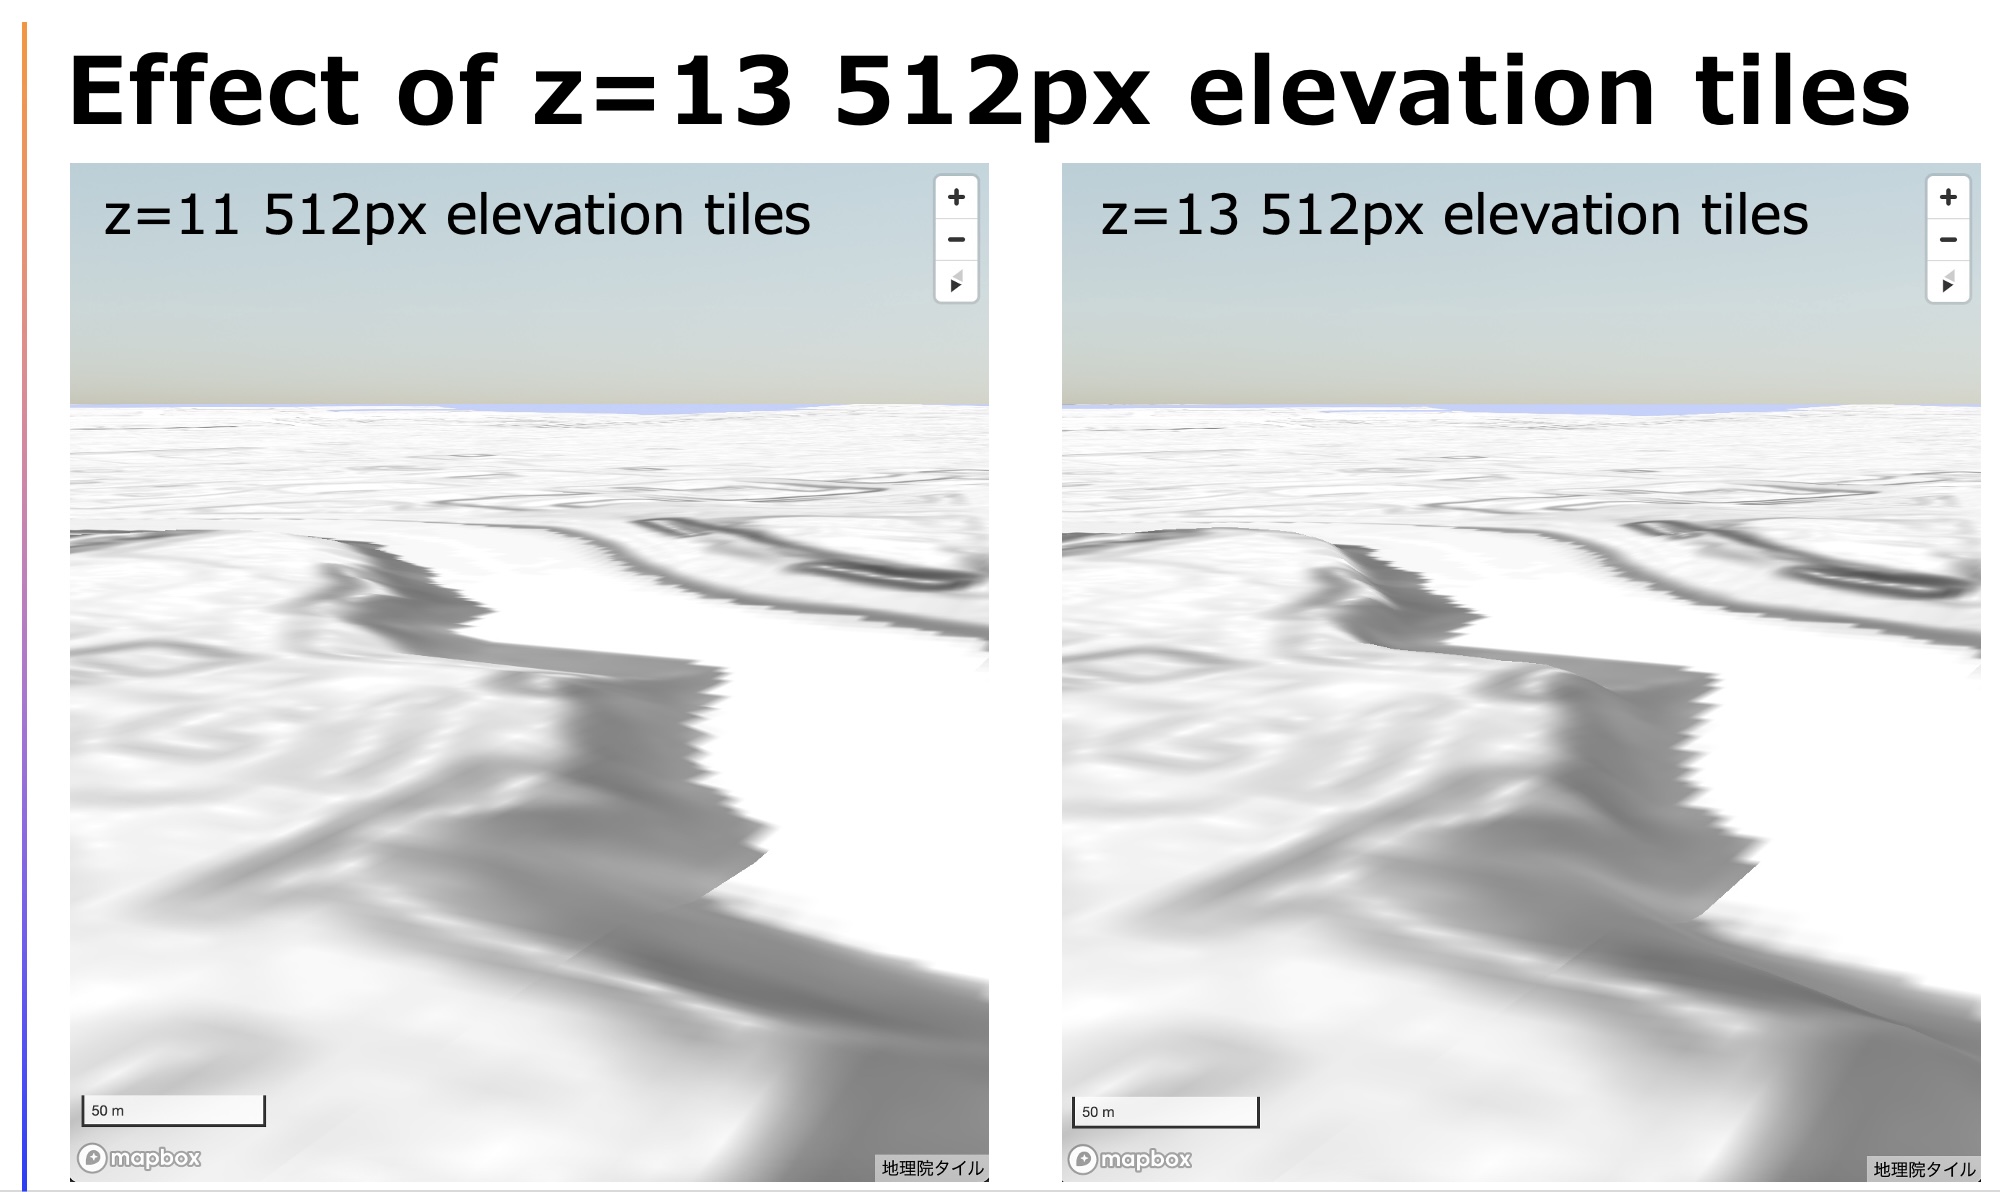 Effect of z=13 512px elevation tiles
z=11 512px elevation tiles
50 m
mapbox
地理院タイル
z=13 512px elevation tiles
50 m
mapbox
地理院タイル